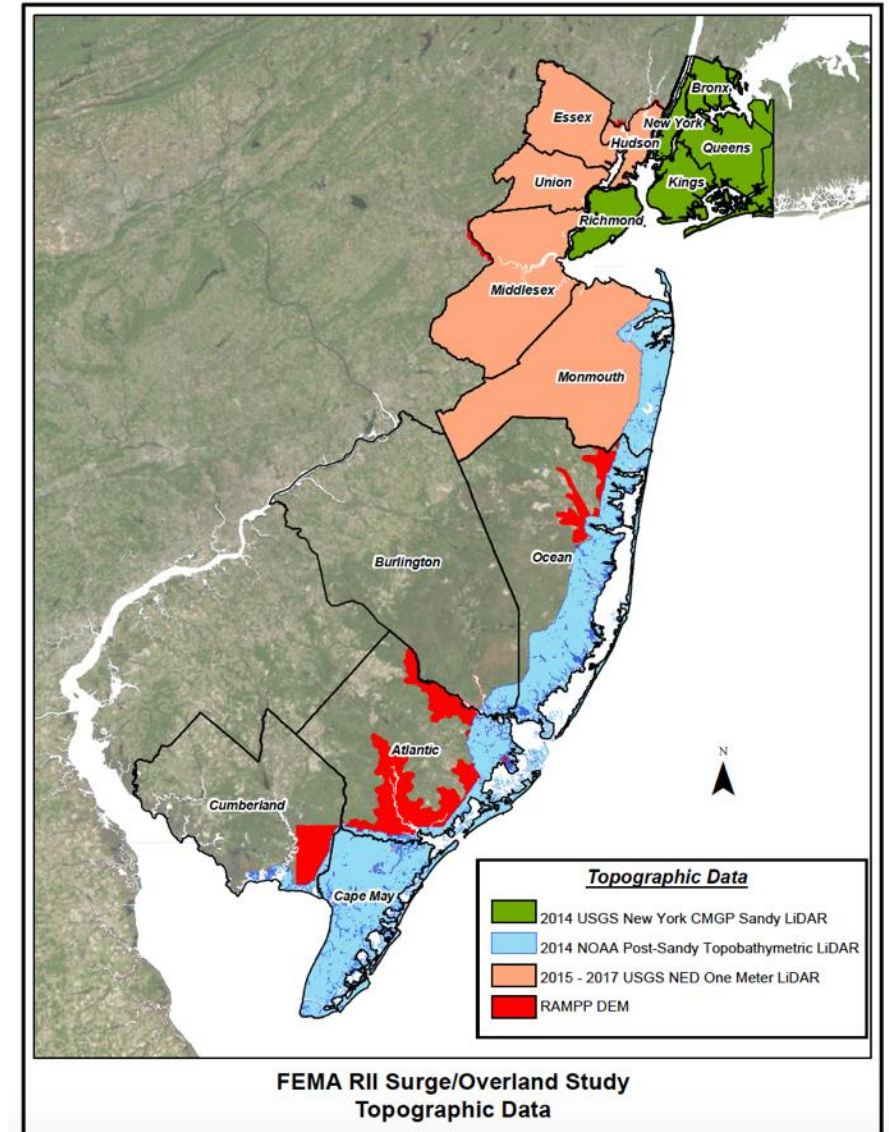 Bronx
Essex
New York
Hudson
Queens
Union
Kings
Richmond
Middlesex
Monmouth
Ocean
Burlington
Atlantic
N
Cumberland
Cape May
Topographic Data
2014 USGS New York CMGP Sandy LiDAR
2014 NOAA Post-Sandy Topobathymetric LiDAR
2015 - 2017 USGS NED One Meter LiDAR
RAMPP DEM
FEMA RII Surge/Overland Study
Topographic Data